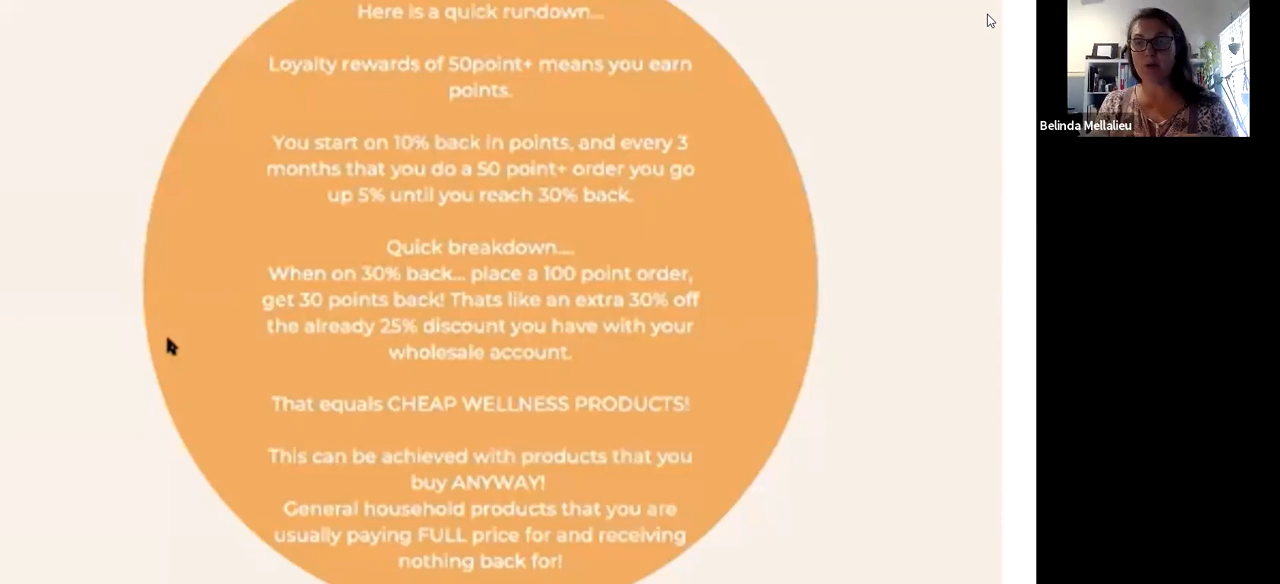 Here is a quick rundown...
Loyalty rewards of 50point+ means you earn
points.
You start on 10% back in points, and every 3
months that you do a 50 point+ order you go
up 5% until you reach 30% back.
Quick breakdown....
When on 30% back... place a 100 point order,
get 30 points back! Thats like an extra 30% off
the already 25% discount you have with your
wholesale account.
That equals CHEAP WELLNESS PRODUCTS!
This can be achieved with products that you
buy ANYWAY!
General household products that you are
usually paying FULL price for and receiving
nothing back for!
Belinda Mellalieu